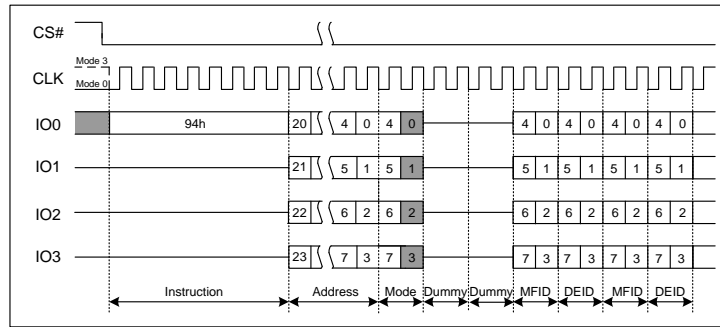 CS#
Mode 3
CLK
Mode 0
IO0 94h 20 4 0 4 0 4 0 4 0 4 0 4 0
IO1 21 5 1 5 1 5 1 5 1 5 1 5 1
IO2 22 6 2 6 2 6 2 6 2 6 2 6 2
IO3 23 7 3 7 3 7 3 7 3 7 3 7 3
Instruction Address Mode Dummy Dummy MFID DEID MFID DEID